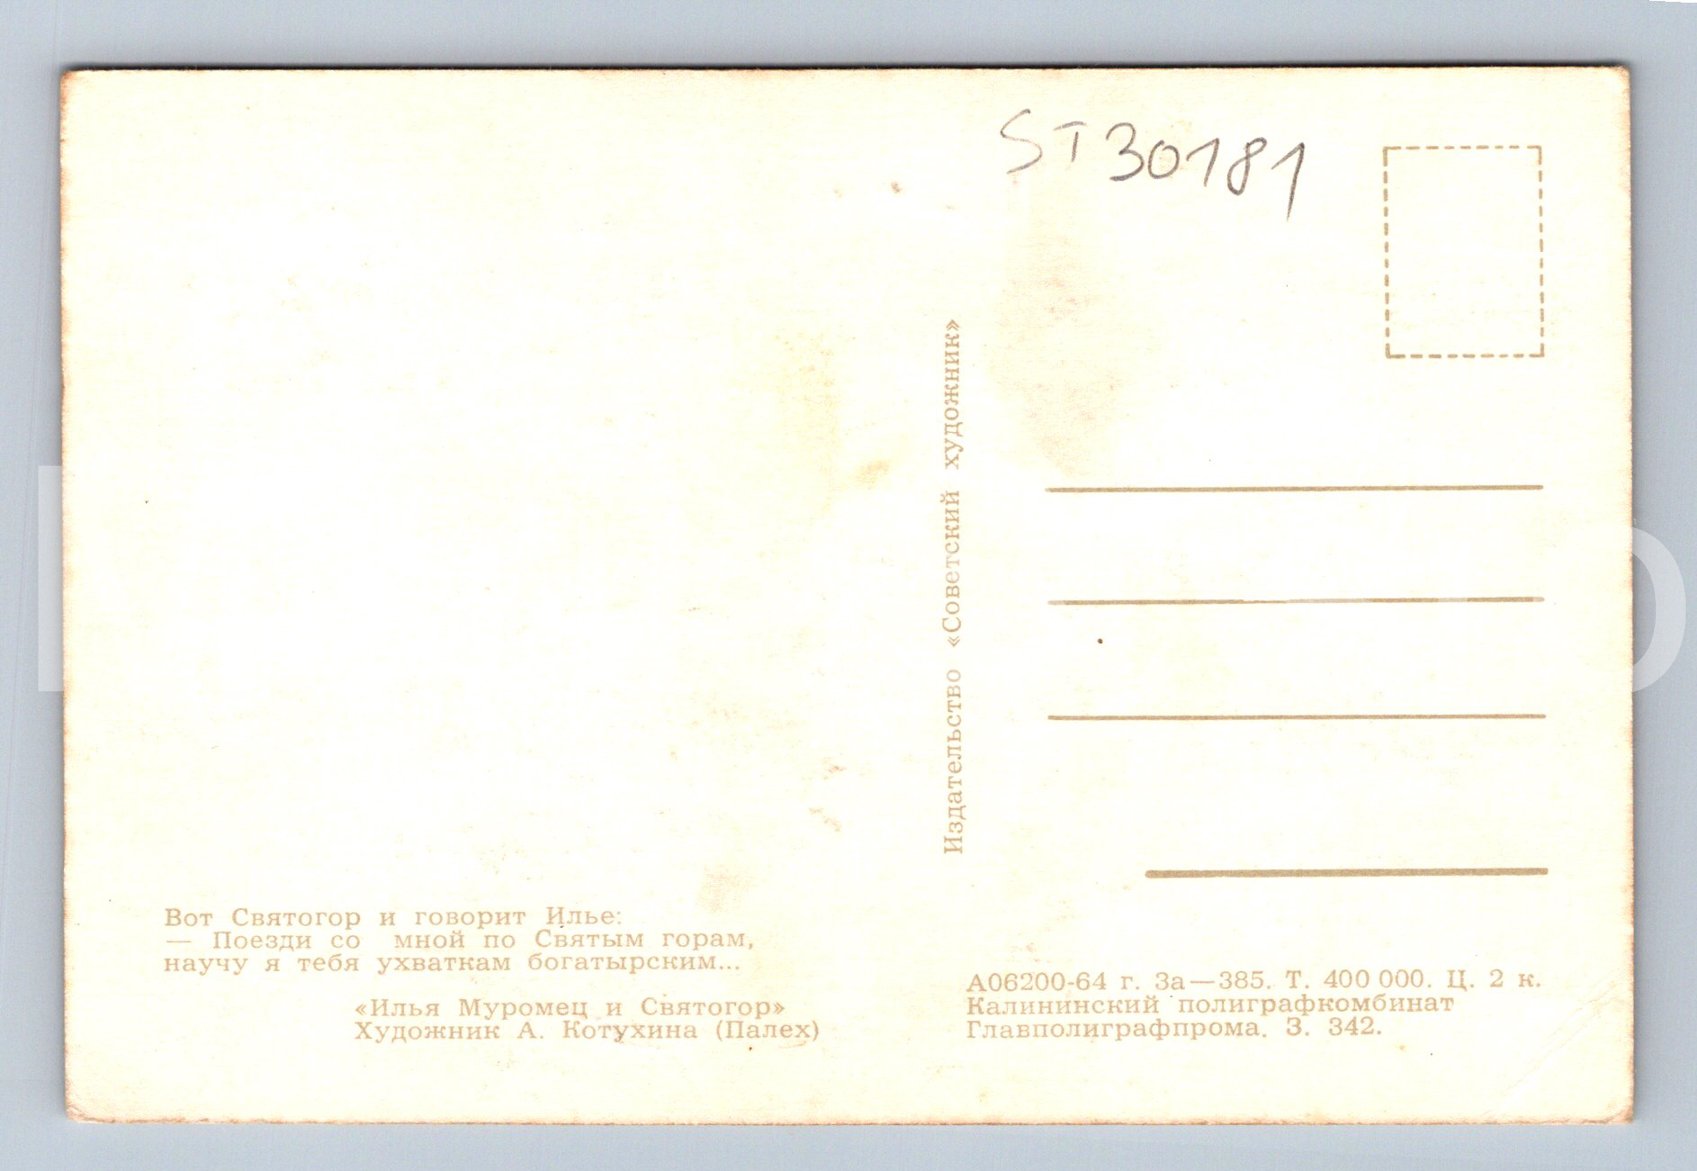 ST30181
Издательство «Советский художник»
Вот Святогор и говорит Илье:
— Поезди со мной по Святым горам,
научу я тебя ухваткам богатырским...
«Илья Муромец и Святогор»
Художник А. Котухина (Палех)
А06200-64 г. За—385. Т. 400 000. Ц. 2 к.
Калининский полиграфкомбинат
Главполиграфпрома. З. 342.